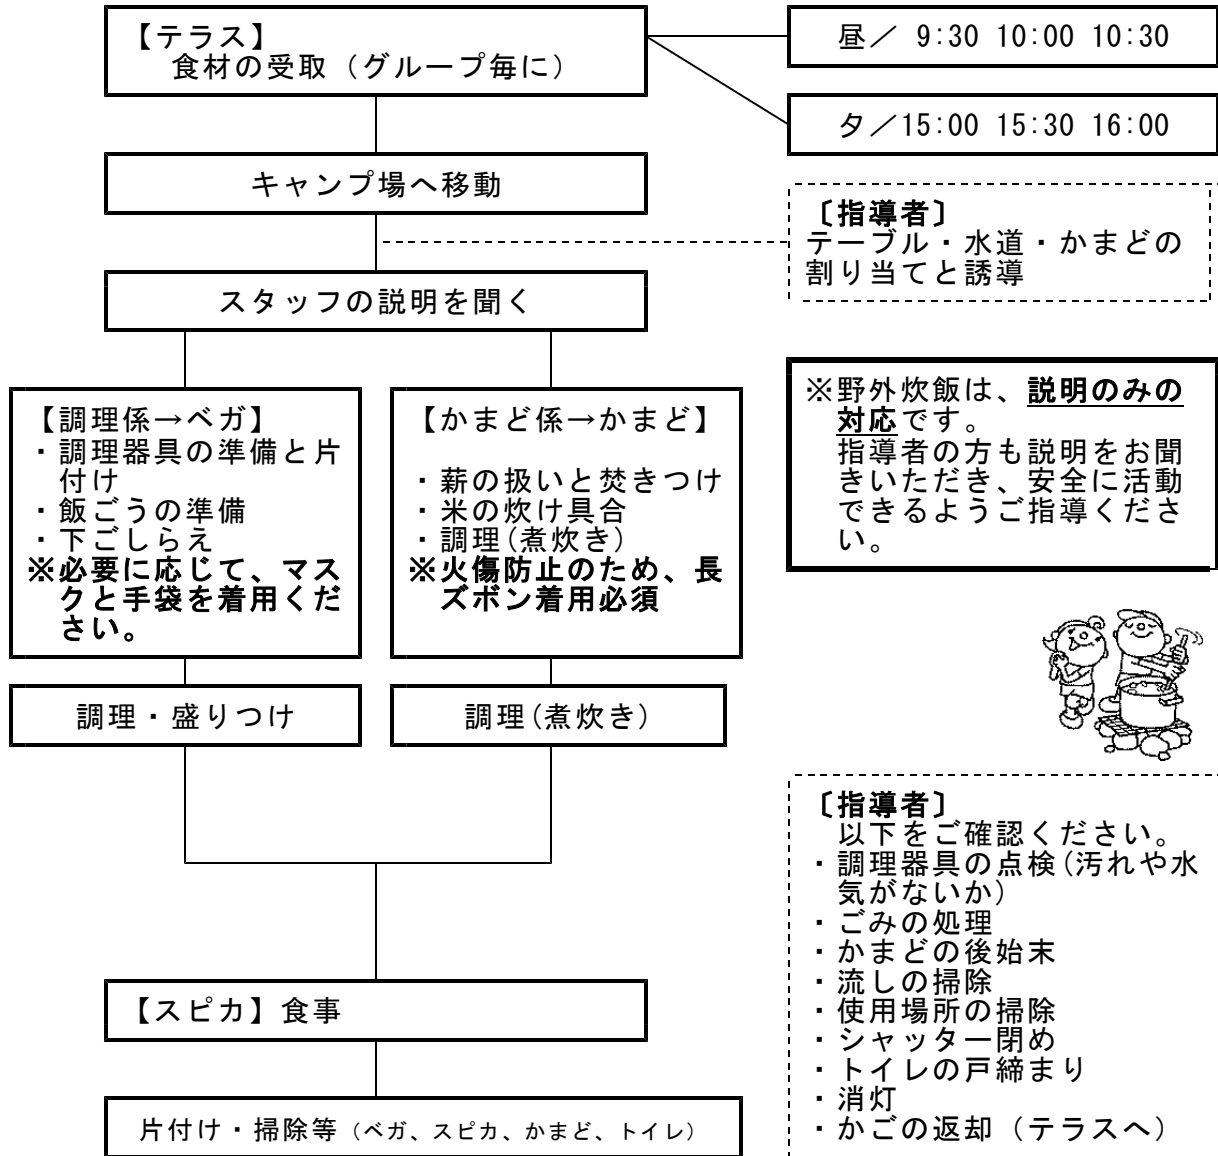 【テラス】
食材の受取（グループ毎に）
昼／ 9:30 10:00 10:30
夕／15:00 15:30 16:00
キャンプ場へ移動
〔指導者〕
テーブル・水道・かまどの
割り当てと誘導
スタッフの説明を聞く
【調理係→ベガ】
・調理器具の準備と片
付け
・飯ごうの準備
・下ごしらえ
※必要に応じて、マス
クと手袋を着用くだ
さい。
【かまど係→かまど】
・薪の扱いと焚きつけ
・米の炊け具合
・調理(煮炊き)
※火傷防止のため、長
ズボン着用必須
※野外炊飯は、説明のみの
対応です。
指導者の方も説明をお聞
きいただき、安全に活動
できるようご指導くださ
い。
調理・盛りつけ
調理(煮炊き)
〔指導者〕
以下をご確認ください。
・調理器具の点検(汚れや水
気がないか)
・ごみの処理
・かまどの後始末
・流しの掃除
・使用場所の掃除
・シャッター閉め
・トイレの戸締まり
・消灯
・かごの返却（テラスへ）
【スピカ】食事
片付け・掃除等（ベガ、スピカ、かまど、トイレ）